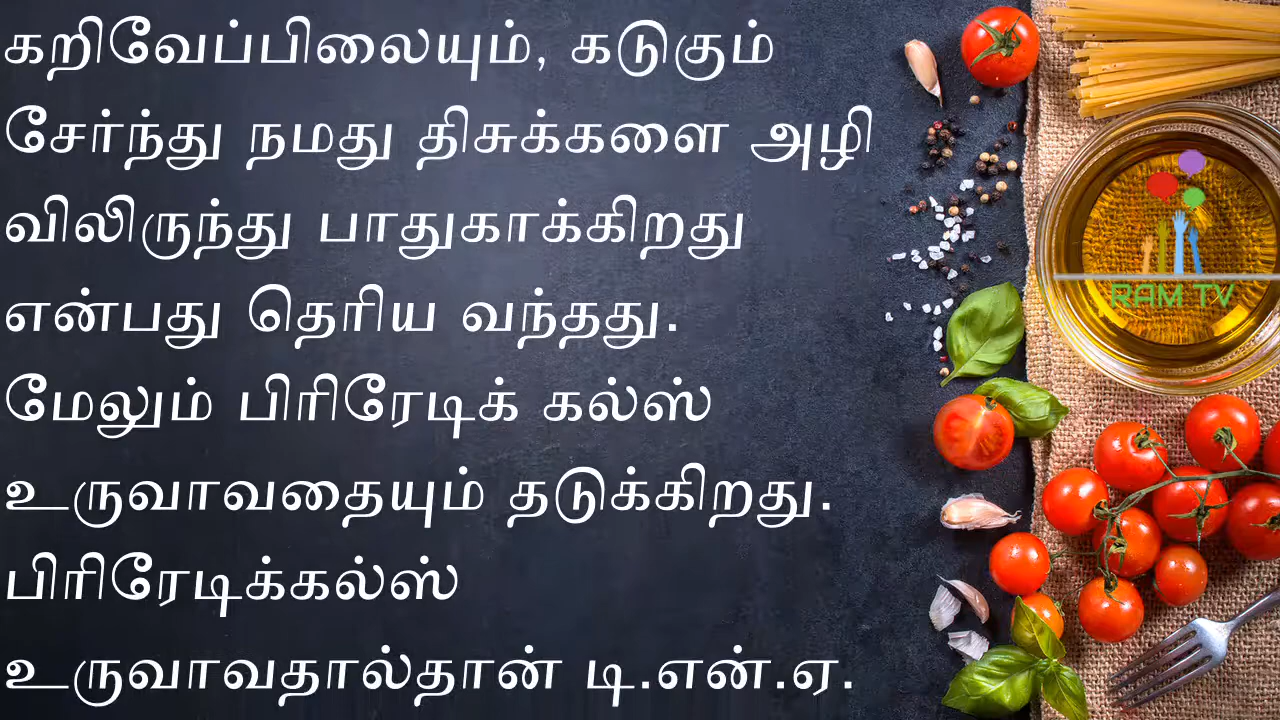 கறிவேப்பிலையும், கடுகும்
சேர்ந்து நமது திசுக்களை அழி
விலிருந்து பாதுகாக்கிறது
என்பது தெரிய வந்தது.
மேலும் பிரிரேடிக் கல்ஸ்
உருவாவதையும் தடுக்கிறது.
பிரிரேடிக்கல்ஸ்
உருவாவதால்தான் டி.என்.ஏ.
RAM TV